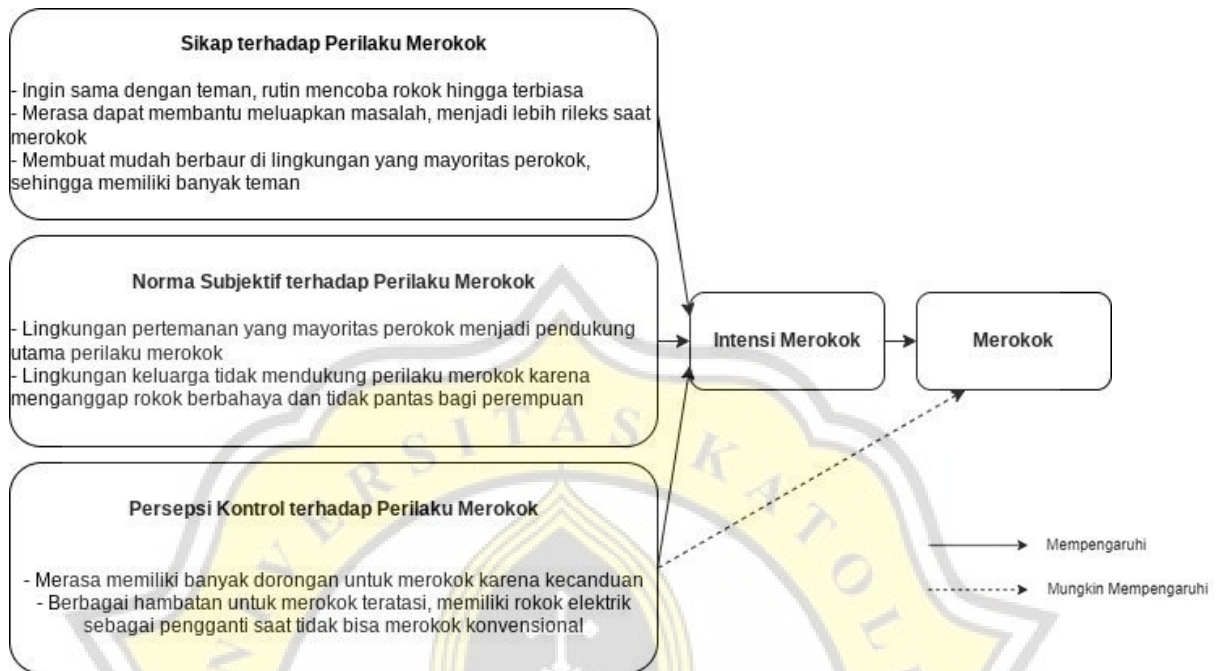 Sikap terhadap Perilaku Merokok
- Ingin sama dengan teman, rutin mencoba rokok hingga terbiasa
- Merasa dapat membantu meluapkan masalah, menjadi lebih rileks saat
merokok
- Membuat mudah berbaur di lingkungan yang mayoritas perokok,
sehingga memiliki banyak teman
Norma Subjektif terhadap Perilaku Merokok
- Lingkungan pertemanan yang mayoritas perokok menjadi pendukung
utama perilaku merokok
- Lingkungan keluarga tidak mendukung perilaku merokok karena
menganggap rokok berbahaya dan tidak pantas bagi perempuan
Persepsi Kontrol terhadap Perilaku Merokok
- Merasa memiliki banyak dorongan untuk merokok karena kecanduan
- Berbagai hambatan untuk merokok teratasi, memiliki rokok elektrik
sebagai pengganti saat tidak bisa merokok konvensional
Intensi Merokok
Merokok
Mempengaruhi
Mungkin Mempengaruhi
NIVERSITAS KATOLI